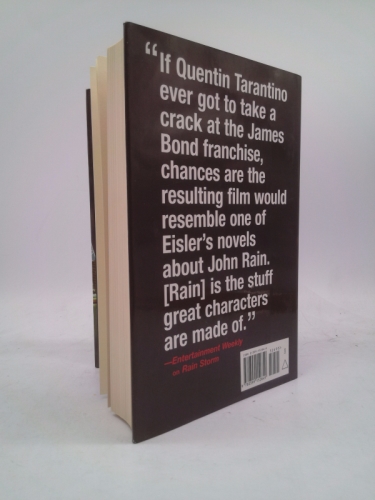 “If Quentin Tarantino
ever got to take a
crack at the James
Bond franchise,
chances are the
resulting film would
resemble one of
Eisler’s novels
about John Rain.
[Rain] is the stuff
great characters
are made of.”
—Entertainment Weekly
on Rain Storm